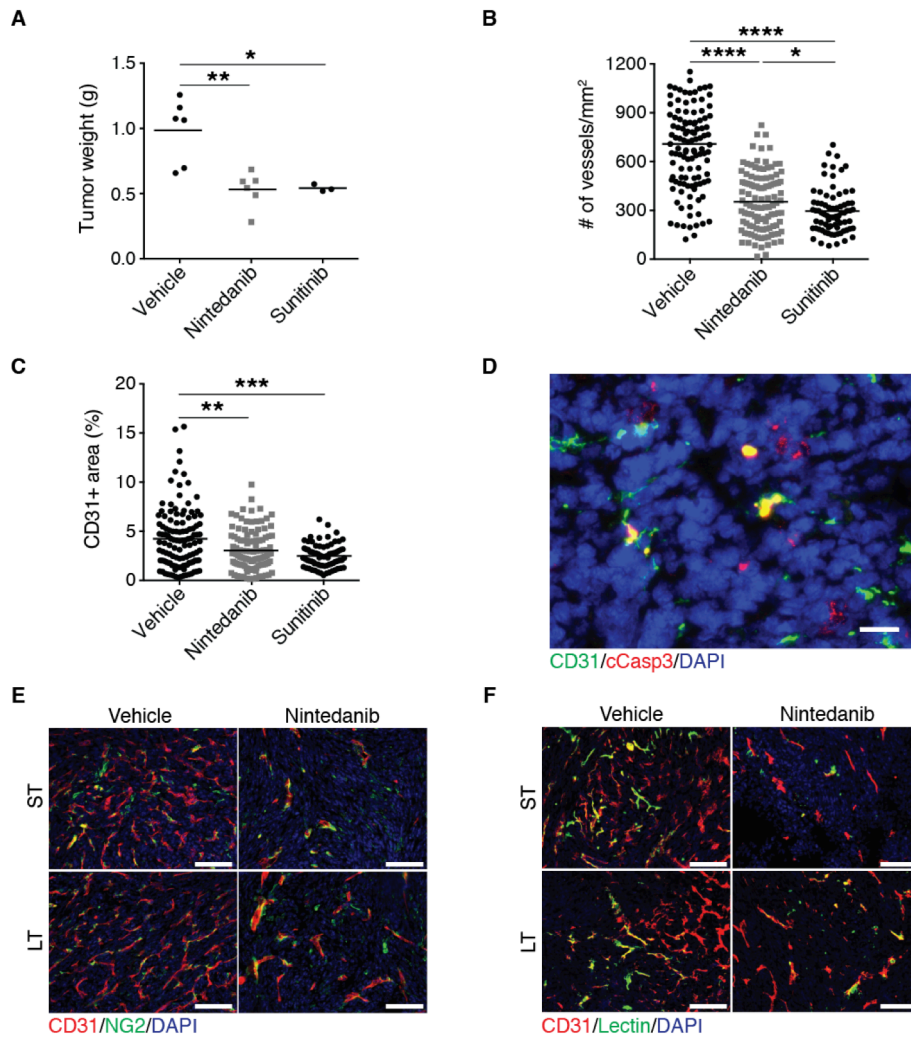 A
Tumor weight (g)
1.5
1.0
0.5
0.0
*
**
Vehicle
Nintedanib
Sunitinib
B
# of vessels/mm²
1200
900
600
300
0
****
**** *
Vehicle
Nintedanib
Sunitinib
C
CD31+ area (%)
20
15
10
5
0
***
**
Vehicle
Nintedanib
Sunitinib
D
CD31/cCasp3/DAPI
E
Vehicle Nintedanib
ST
LT
CD31/NG2/DAPI
F
Vehicle Nintedanib
ST
LT
CD31/Lectin/DAPI